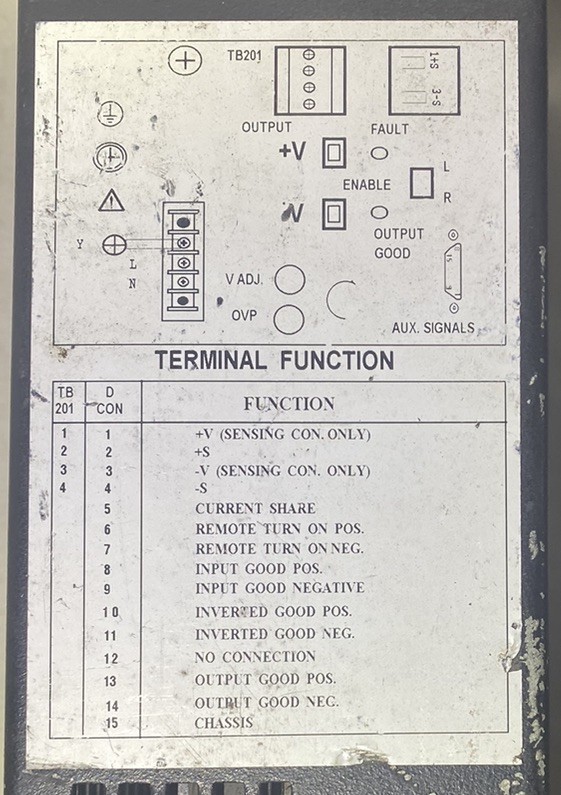 TB201
1+S
3-S
OUTPUT
FAULT
+V
L
ENABLE
R
V
OUTPUT
GOOD
Y
L
N
V ADJ.
OVP
15
9
AUX. SIGNALS
TERMINAL FUNCTION
TB 201 D CON FUNCTION
1 1 +V (SENSING CON. ONLY)
2 2 +S
3 3 -V (SENSING CON. ONLY)
4 4 -S
5 CURRENT SHARE
6 REMOTE TURN ON POS.
7 REMOTE TURN ON NEG.
8 INPUT GOOD POS.
9 INPUT GOOD NEGATIVE
10 INVERTED GOOD POS.
11 INVERTED GOOD NEG.
12 NO CONNECTION
13 OUTPUT GOOD POS.
14 OUTPUT GOOD NEG.
15 CHASSIS